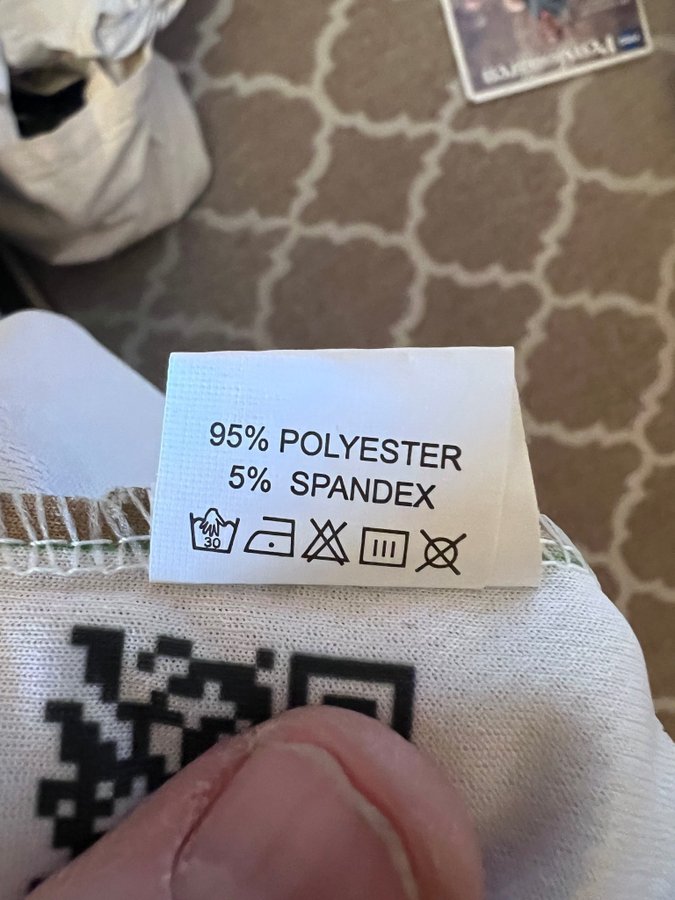 95% POLYESTER
5% SPANDEX
30